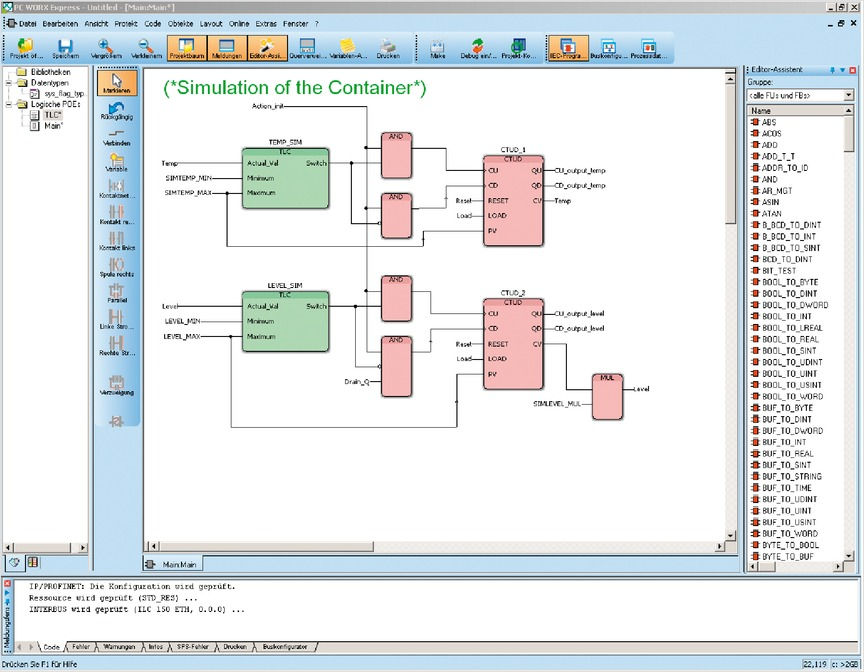 PC WORX Express - Untitled - [Main:Main*]
Datei Bearbeiten Ansicht Projekt Code Objekte Layout Online Extras Fenster ?
Projekt öf... Speichern Vergrößern Verkleinern Projektbaum Meldungen Editor-Assi... Querverwei... Variablen-A... Drucken Make Debug ein/... Projekt-Ko... IEC-Progra... Buskonfigu... Prozessdat...
Bibliotheken
Datentypen
sys_flag_typ...
Logische POEs
TLC*
Main*
Markieren
Rückgängig
Verbinden
Variable
Kontaktnet...
Kontakt re...
Kontakt links
Spule rechts
Parallel
Linke Stro...
Rechte Str...
Verzweigung
(*Simulation of the Container*)
Action_init
TEMP_SIM
TLC
Temp
Actual_Val Switch
SIMTEMP_MIN
Minimum
SIMTEMP_MAX
Maximum
AND
AND
CTUD_1
CTUD
CU QU CU_output_temp
CD QD CD_output_temp
Reset RESET CV Temp
Load LOAD
PV
LEVEL_SIM
TLC
Level
Actual_Val Switch
LEVEL_MIN
Minimum
LEVEL_MAX
Maximum
AND
AND
Drain_Q
CTUD_2
CTUD
CU QU CU_output_level
CD QD CD_output_level
Reset RESET CV
Load LOAD
PV
MUL
Level
SIMLEVEL_MUL
Main:Main
Editor-Assistent
Gruppe:
<alle FUs und FBs>
Name
ABS
ACOS
ADD
ADD_T_T
ADDR_TO_ID
AND
AR_MGT
ASIN
ATAN
B_BCD_TO_DINT
B_BCD_TO_INT
B_BCD_TO_SINT
BCD_TO_DINT
BIT_TEST
BOOL_TO_BYTE
BOOL_TO_DINT
BOOL_TO_DWORD
BOOL_TO_INT
BOOL_TO_LREAL
BOOL_TO_REAL
BOOL_TO_SINT
BOOL_TO_UDINT
BOOL_TO_UINT
BOOL_TO_USINT
BOOL_TO_WORD
BUF_TO_BYTE
BUF_TO_DINT
BUF_TO_DWORD
BUF_TO_INT
BUF_TO_REAL
BUF_TO_SINT
BUF_TO_STRING
BUF_TO_TIME
BUF_TO_UDINT
BUF_TO_UINT
BUF_TO_USINT
BUF_TO_WORD
BYTE_TO_BOOL
BYTE_TO_BUF
IP/PROFINET: Die Konfiguration wird geprüft.
Ressource wird geprüft (STD_RES) ...
INTERBUS wird geprüft (ILC 150 ETH, 0.0.0) ...
Code Fehler Warnungen Infos SPS-Fehler Drucken Buskonfigurator
Drücken Sie F1 für Hilfe
22,119 C: >2GB